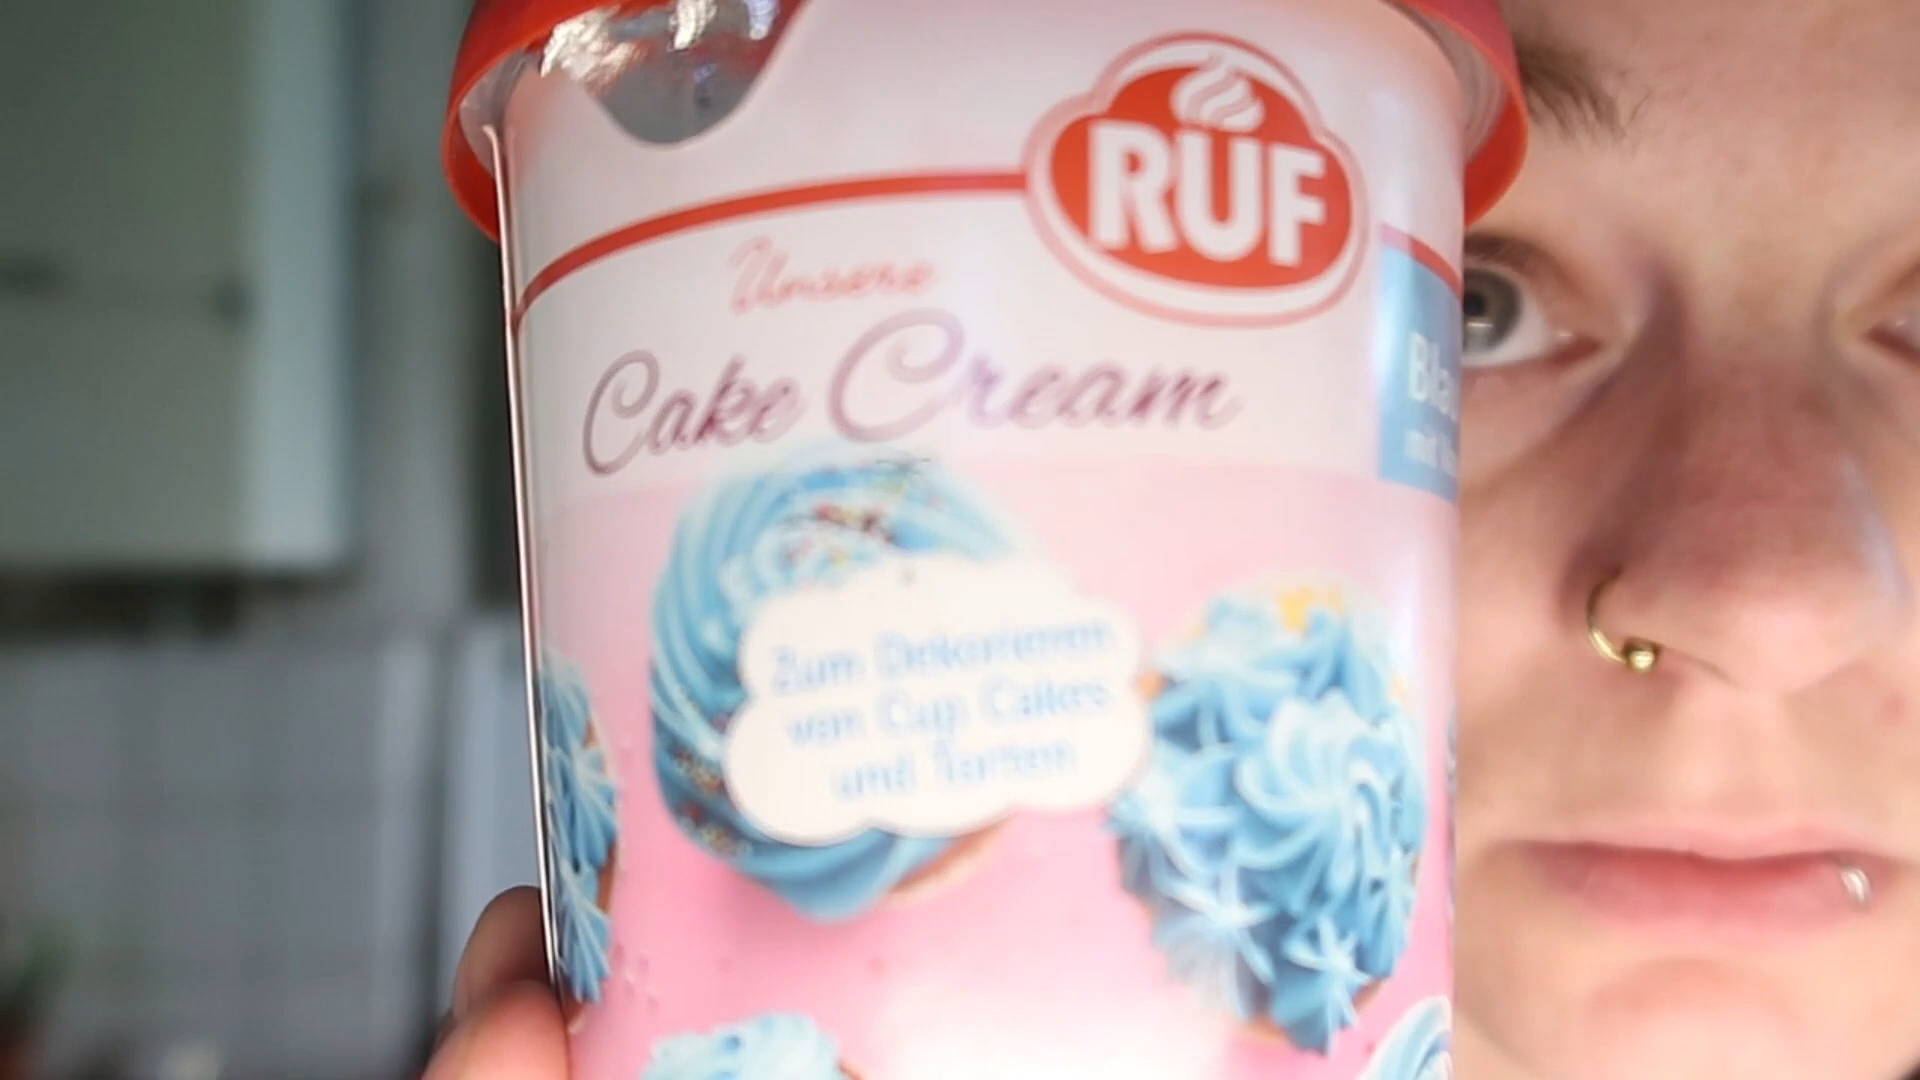 RUF
Unsere
Cake Cream
Zum Dekorieren
von Cup Cakes
und Torten